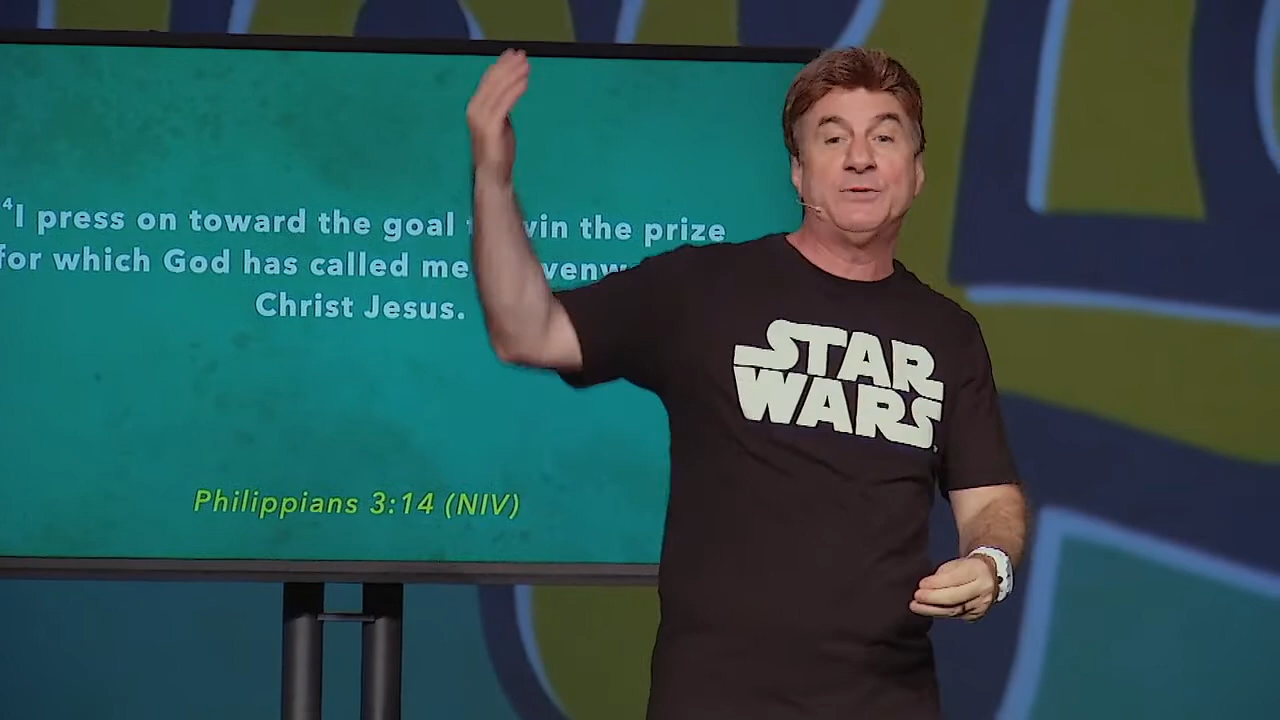 ⁴I press on toward the goal win the prize
for which God has called me
Christ Jesus.
Philippians 3:14 (NIV)
STAR
WARS